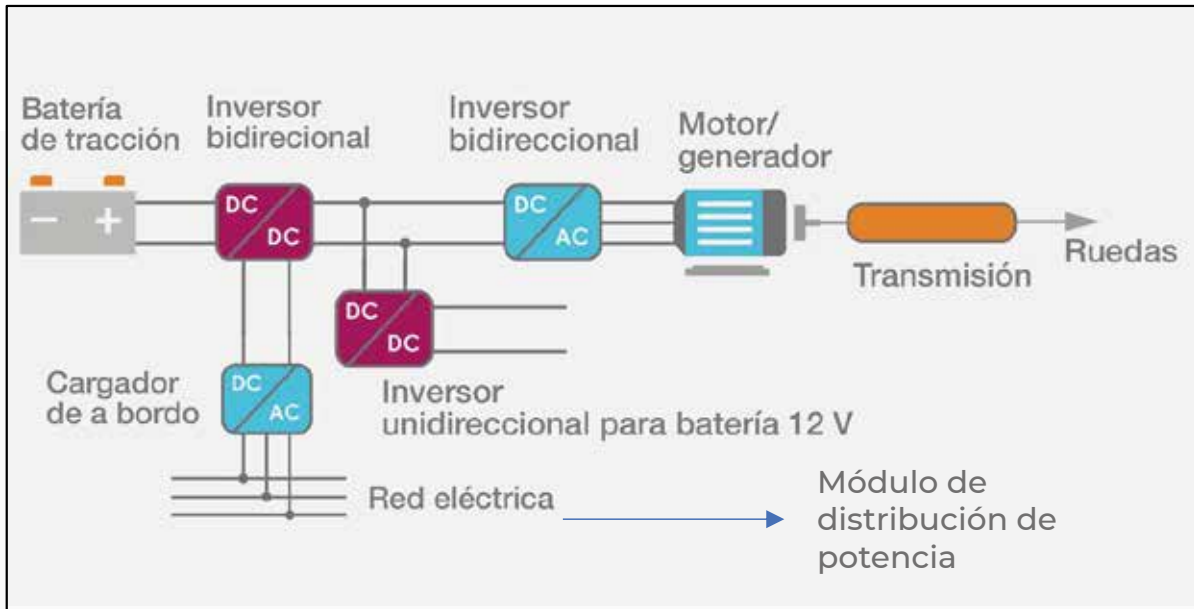 Batería
de tracción
Inversor
bidirecional
Inversor
bidireccional
Motor/
generador
DC
DC
DC
AC
Ruedas
Transmisión
DC
DC
Cargador
de a bordo
DC
AC
Inversor
unidireccional para batería 12 V
Red eléctrica
Módulo de
distribución de
potencia